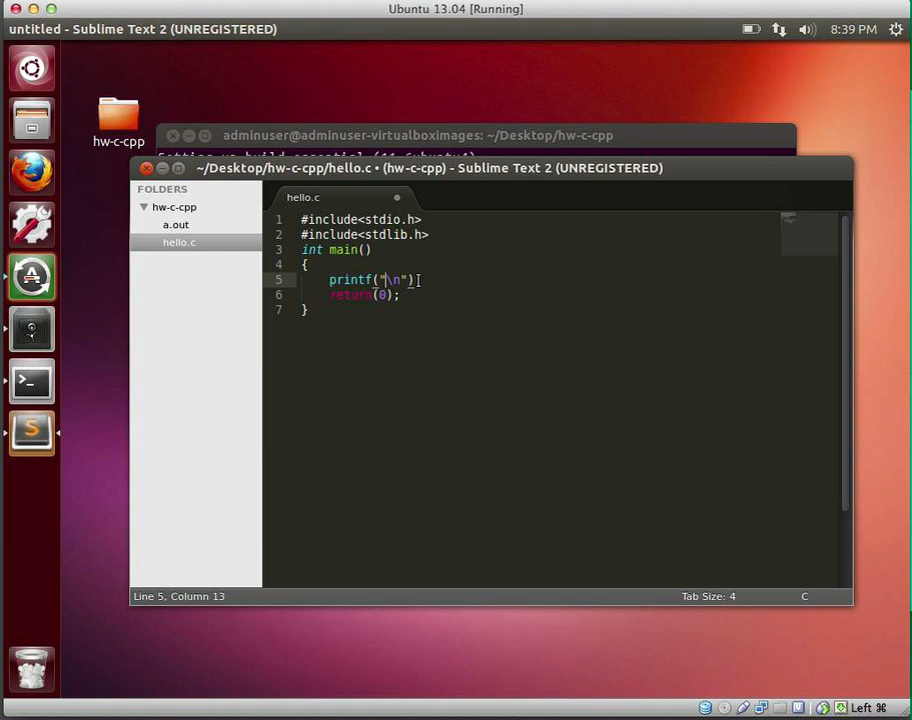 Ubuntu 13.04 [Running]
untitled - Sublime Text 2 (UNREGISTERED)
8:39 PM
hw-c-cpp
adminuser@adminuser-virtualboximages: ~/Desktop/hw-c-cpp
~/Desktop/hw-c-cpp/hello.c • (hw-c-cpp) - Sublime Text 2 (UNREGISTERED)
FOLDERS
hw-c-cpp
a.out
hello.c
hello.c
1 #include<stdio.h>
2 #include<stdlib.h>
3 int main()
4 {
5 printf("\n")
6 return(0);
7 }
Line 5, Column 13
Tab Size: 4
C
Left ⌘